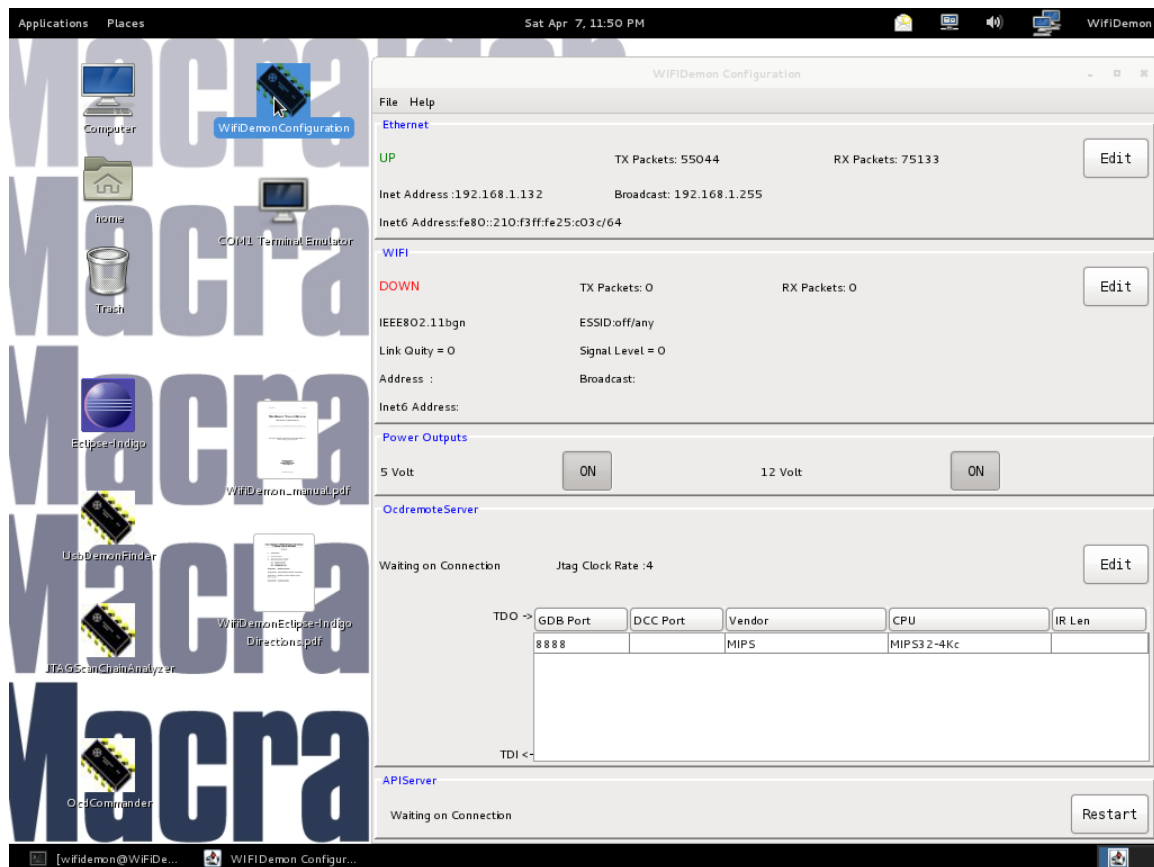 Applications Places Sat Apr 7, 11:50 PM WifiDemon
Macraigor
Macra
Macra
Macra
Macra
Computer
WifiDemonConfiguration
home
COM1 Terminal Emulator
Trash
Eclipse-Indigo
WifiDemon_manual.pdf
UsbDemonFinder
WifiDemonEclipse-Indigo
Directions.pdf
JTAGScanChainAnalyzer
OcdCommander
WIFIDemon Configuration
File Help
Ethernet
UP TX Packets: 55044 RX Packets: 75133 Edit
Inet Address :192.168.1.132 Broadcast: 192.168.1.255
Inet6 Address:fe80::210:f3ff:fe25:c03c/64
WIFI
DOWN TX Packets: 0 RX Packets: 0 Edit
IEEE802.11bgn ESSID:off/any
Link Quity = 0 Signal Level = 0
Address : Broadcast:
Inet6 Address:
Power Outputs
5 Volt ON 12 Volt ON
OcdremoteServer
Waiting on Connection Jtag Clock Rate :4 Edit
TDO -> GDB Port DCC Port Vendor CPU IR Len
8888 MIPS MIPS32-4Kc
TDI <-
APIServer
Waiting on Connection Restart
[wifidemon@WiFiDe... WIFIDemon Configur...